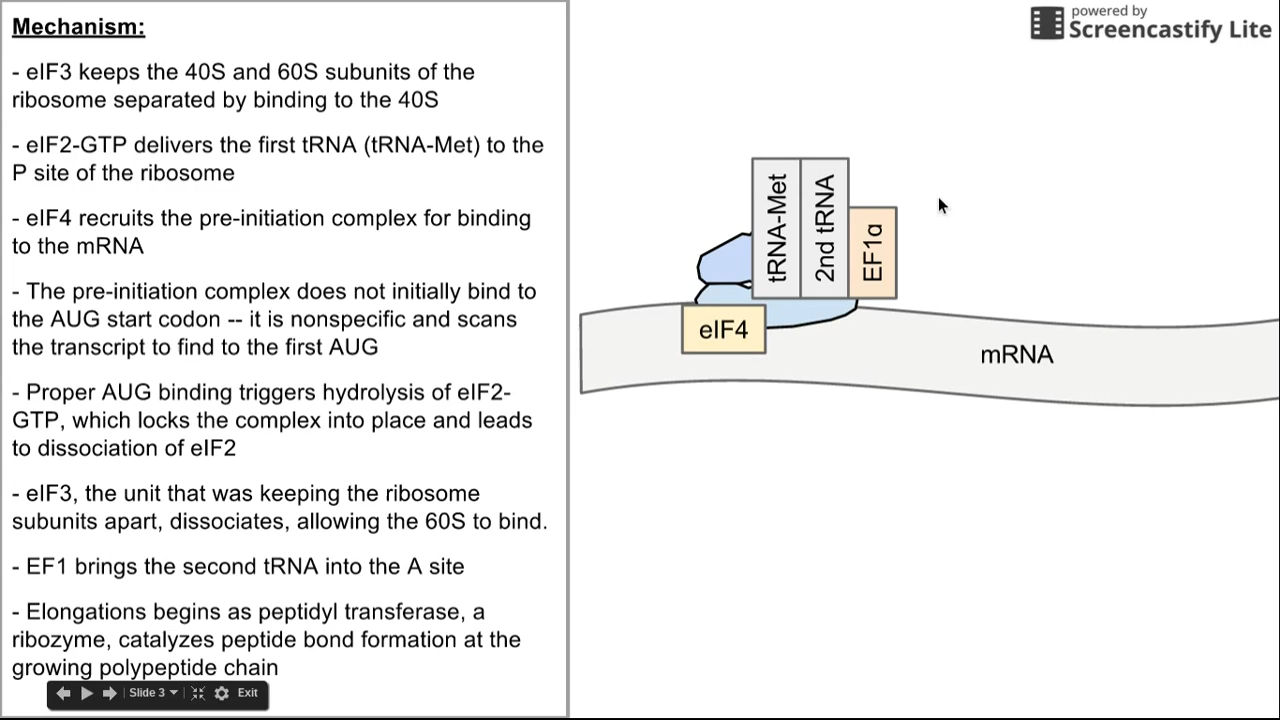 Mechanism:
- eIF3 keeps the 40S and 60S subunits of the
ribosome separated by binding to the 40S
- eIF2-GTP delivers the first tRNA (tRNA-Met) to the
P site of the ribosome
- eIF4 recruits the pre-initiation complex for binding
to the mRNA
- The pre-initiation complex does not initially bind to
the AUG start codon -- it is nonspecific and scans
the transcript to find to the first AUG
- Proper AUG binding triggers hydrolysis of eIF2-
GTP, which locks the complex into place and leads
to dissociation of eIF2
- eIF3, the unit that was keeping the ribosome
subunits apart, dissociates, allowing the 60S to bind.
- EF1 brings the second tRNA into the A site
- Elongations begins as peptidyl transferase, a
ribozyme, catalyzes peptide bond formation at the
growing polypeptide chain
Slide 3
Exit
powered by
Screencastify Lite
tRNA-Met
2nd tRNA
EF1α
eIF4
mRNA